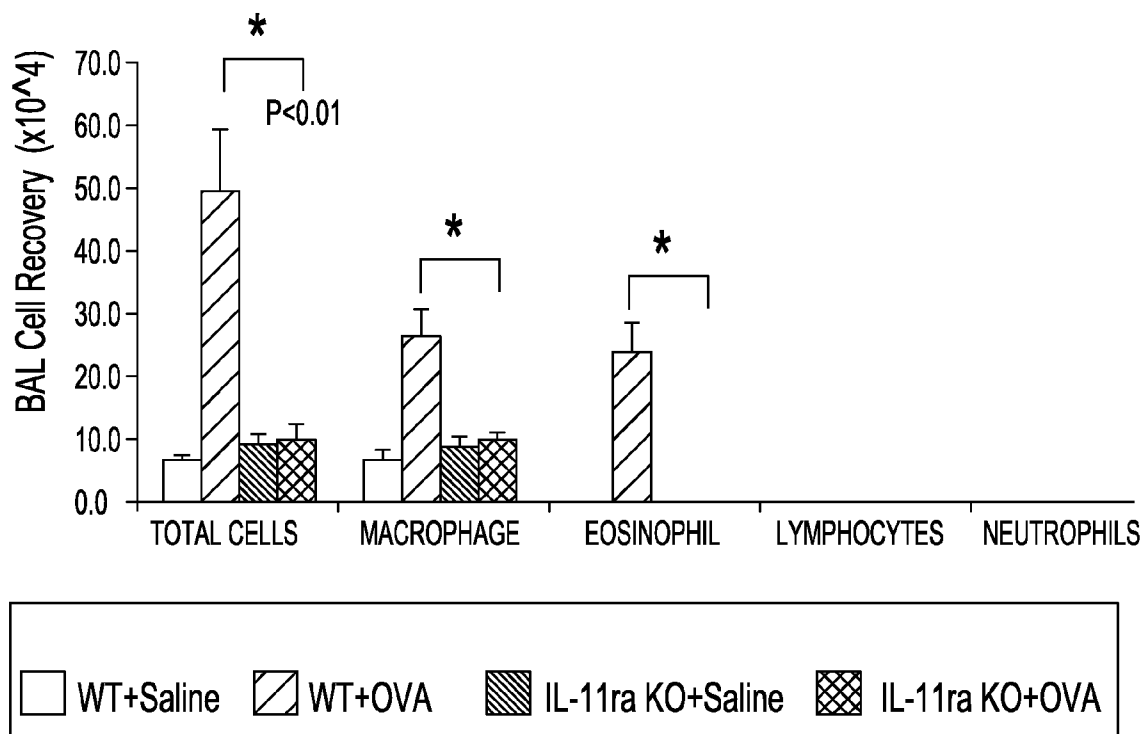 *
70.0
P<0.01
60.0
50.0
*
*
40.0
30.0
20.0
10.0
0.0
BAL Cell Recovery (x10^4)
TOTAL CELLS MACROPHAGE EOSINOPHIL LYMPHOCYTES NEUTROPHILS
WT+Saline WT+OVA IL-11ra KO+Saline IL-11ra KO+OVA